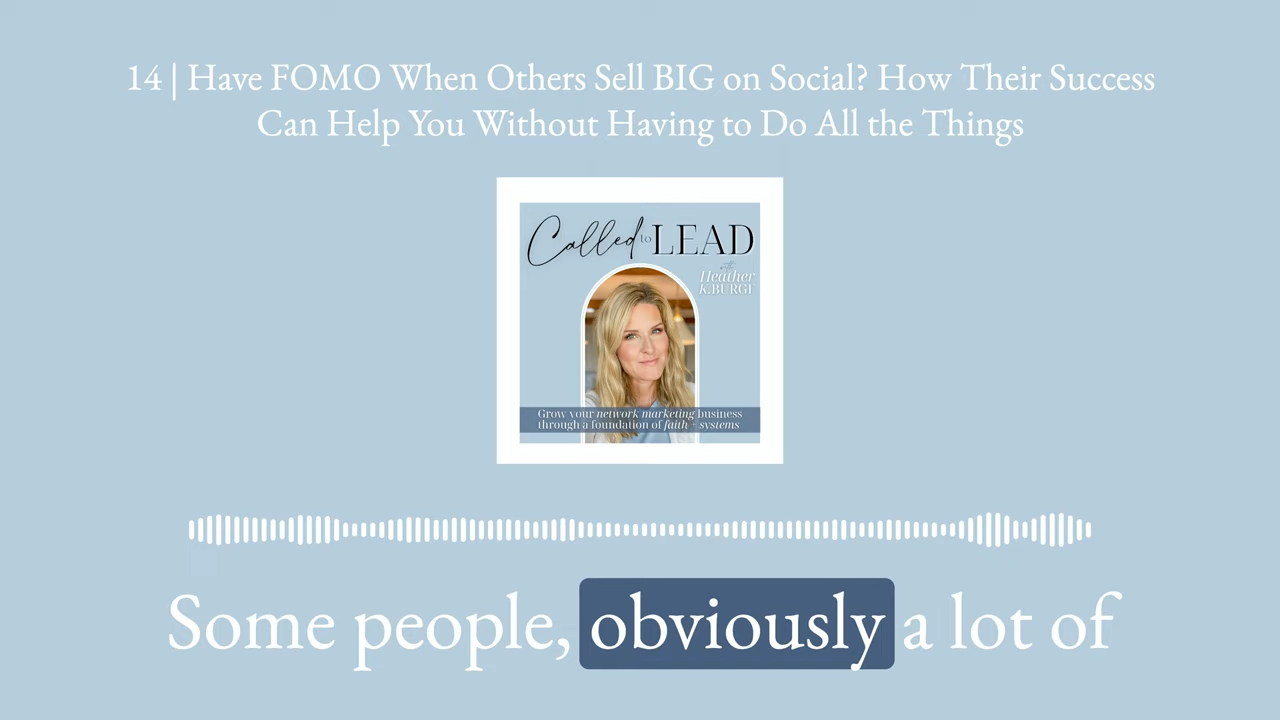 14 | Have FOMO When Others Sell BIG on Social? How Their Success
Can Help You Without Having to Do All the Things
Called to LEAD
with
Heather
K.BURGE
Grow your network marketing business
through a foundation of faith + systems
Some people, obviously a lot of